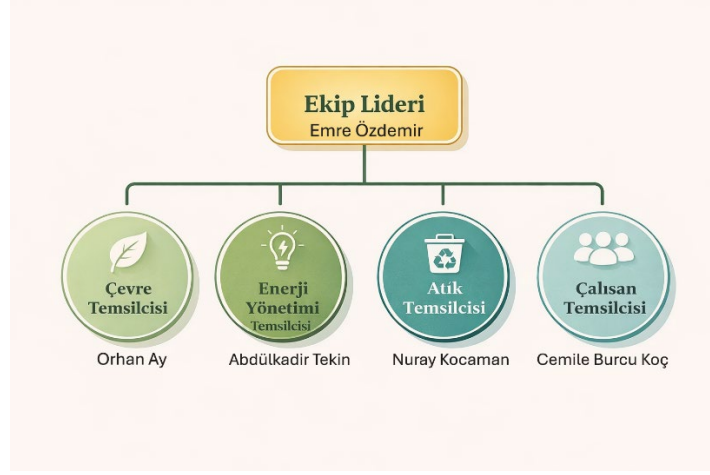 Ekip Lideri
Emre Özdemir
Çevre
Temsilcisi
Orhan Ay
Enerji
Yönetimi
Temsilcisi
Abdülkadir Tekin
Atık
Temsilcisi
Nuray Kocaman
Çalısan
Temsilcisi
Cemile Burcu Koç